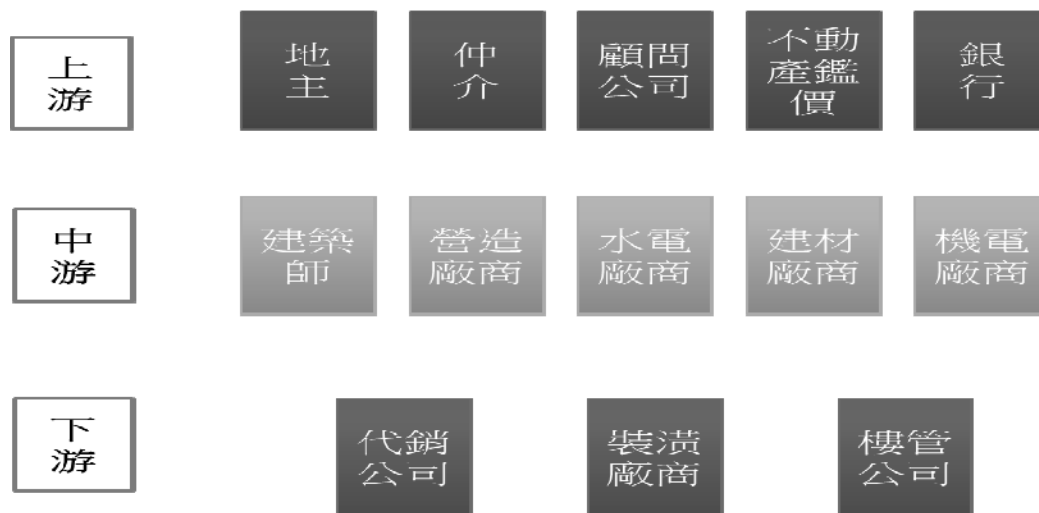 上
游
地
主
仲
介
顧問
公司
不動
產鑑
價
銀
行
中
游
建築
師
營造
廠商
水電
廠商
建材
廠商
機電
廠商
下
游
代銷
公司
裝潢
廠商
樓管
公司